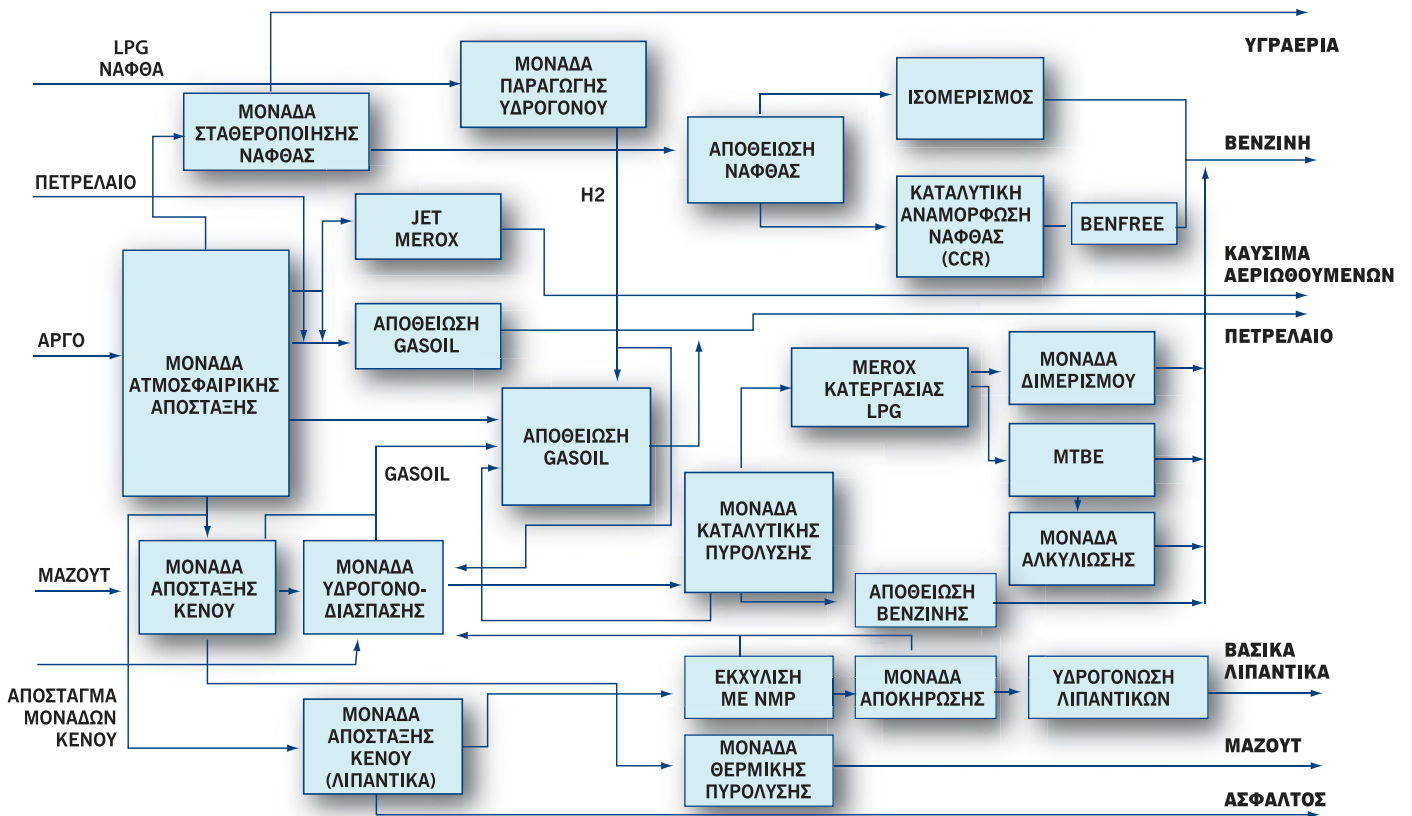 LPG
ΝΑΦΘΑ
ΜΟΝΑΔΑ
ΠΑΡΑΓΩΓΗΣ
ΥΔΡΟΓΟΝΟΥ
ΥΓΡΑΕΡΙΑ
ΜΟΝΑΔΑ
ΣΤΑΘΕΡΟΠΟΙΗΣΗΣ
ΝΑΦΘΑΣ
ΙΣΟΜΕΡΙΣΜΟΣ
ΑΠΟΘΕΙΩΣΗ
ΝΑΦΘΑΣ
ΒΕΝΖΙΝΗ
ΠΕΤΡΕΛΑΙΟ
H2
JET
MEROX
ΚΑΤΑΛΥΤΙΚΗ
ΑΝΑΜΟΡΦΩΣΗ
ΝΑΦΘΑΣ
(CCR)
BENFREE
ΚΑΥΣΙΜΑ
ΑΕΡΙΩΘΟΥΜΕΝΩΝ
ΑΡΓΟ
ΜΟΝΑΔΑ
ΑΤΜΟΣΦΑΙΡΙΚΗΣ
ΑΠΟΣΤΑΞΗΣ
ΑΠΟΘΕΙΩΣΗ
GASOIL
ΠΕΤΡΕΛΑΙΟ
MEROX
ΚΑΤΕΡΓΑΣΙΑΣ
LPG
ΜΟΝΑΔΑ
ΔΙΜΕΡΙΣΜΟΥ
ΑΠΟΘΕΙΩΣΗ
GASOIL
GASOIL
MTBE
ΜΟΝΑΔΑ
ΚΑΤΑΛΥΤΙΚΗΣ
ΠΥΡΟΛΥΣΗΣ
ΜΟΝΑΔΑ
ΑΛΚΥΛΙΩΣΗΣ
ΜΑΖΟΥΤ
ΜΟΝΑΔΑ
ΑΠΟΣΤΑΞΗΣ
ΚΕΝΟΥ
ΜΟΝΑΔΑ
ΥΔΡΟΓΟΝΟ-
ΔΙΑΣΠΑΣΗΣ
ΑΠΟΘΕΙΩΣΗ
ΒΕΝΖΙΝΗΣ
ΑΠΟΣΤΑΓΜΑ
ΜΟΝΑΔΩΝ
ΚΕΝΟΥ
ΜΟΝΑΔΑ
ΑΠΟΣΤΑΞΗΣ
ΚΕΝΟΥ
(ΛΙΠΑΝΤΙΚΑ)
ΕΚΧΥΛΙΣΗ
ΜΕ NMP
ΜΟΝΑΔΑ
ΑΠΟΚΗΡΩΣΗΣ
ΥΔΡΟΓΟΝΩΣΗ
ΛΙΠΑΝΤΙΚΩΝ
ΒΑΣΙΚΑ
ΛΙΠΑΝΤΙΚΑ
ΜΟΝΑΔΑ
ΘΕΡΜΙΚΗΣ
ΠΥΡΟΛΥΣΗΣ
ΜΑΖΟΥΤ
ΑΣΦΑΛΤΟΣ